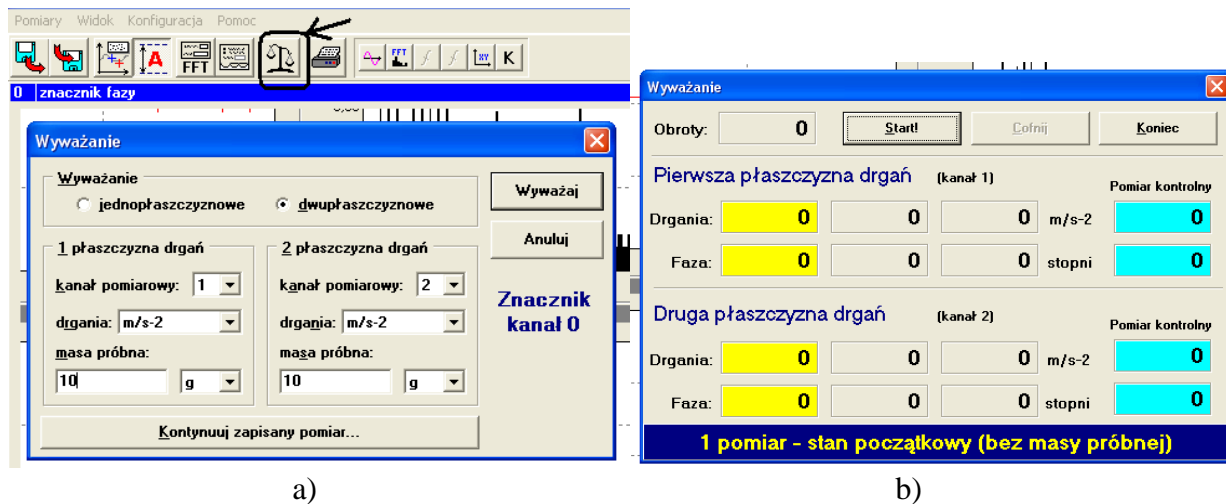 Pomiary Widok Konfiguracja Pomoc
A FFT FFT XY K
0 znacznik fazy
Wyważanie
Wyważanie
jednopłaszczyznowe dwupłaszczyznowe
Wyważaj
Anuluj
1 płaszczyzna drgań
kanał pomiarowy: 1
drgania: m/s-2
masa próbna:
10 g
2 płaszczyzna drgań
kanał pomiarowy: 2
drgania: m/s-2
masa próbna:
10 g
Znacznik
kanał 0
Kontynuuj zapisany pomiar...
a)
Wyważanie
Obroty: 0 Start! Cofnij Koniec
Pierwsza płaszczyzna drgań (kanał 1) Pomiar kontrolny
Drgania: 0 0 0 m/s-2 0
Faza: 0 0 0 stopni 0
Druga płaszczyzna drgań (kanał 2) Pomiar kontrolny
Drgania: 0 0 0 m/s-2 0
Faza: 0 0 0 stopni 0
1 pomiar - stan początkowy (bez masy próbnej)
b)